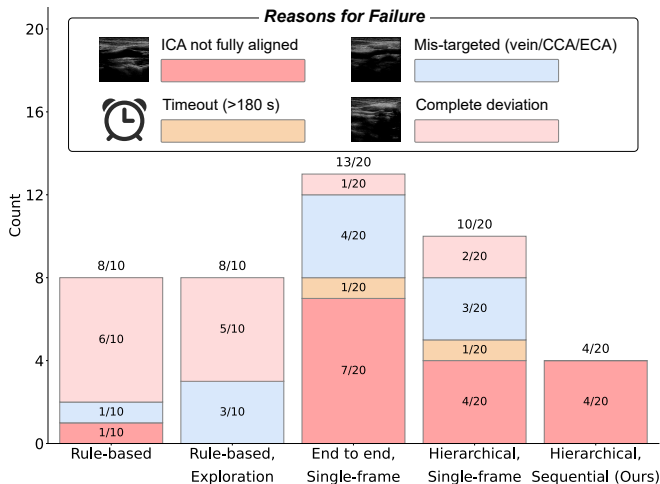 Reasons for Failure
ICA not fully aligned
Mis-targeted (vein/CCA/ECA)
Timeout (>180 s)
Complete deviation
Count
20
16
12
8
4
0
8/10
6/10
1/10
1/10
8/10
5/10
3/10
13/20
1/20
4/20
1/20
7/20
10/20
2/20
3/20
1/20
4/20
4/20
4/20
Rule-based
Rule-based,
Exploration
End to end,
Single-frame
Hierarchical,
Single-frame
Hierarchical,
Sequential (Ours)